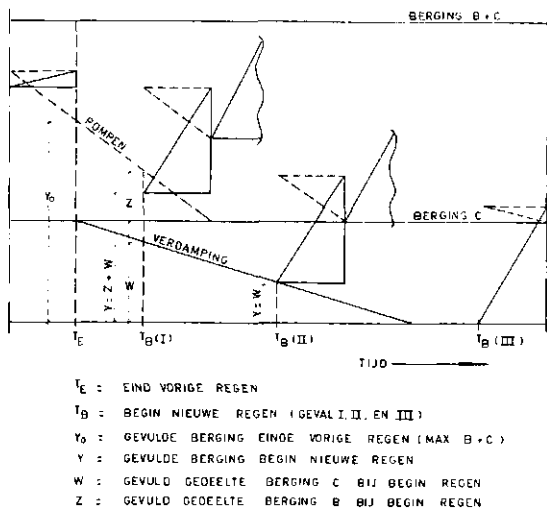 BERGING B+C
POMPEN
Y₀
Z
BERGING C
VERDAMPING
Y = Z + W
W
Y = W
T_E
T_B (I)
T_B (II)
T_B (III)
TIJD
T_E = EIND VORIGE REGEN
T_B = BEGIN NIEUWE REGEN (GEVAL I, II, EN III)
Y₀ = GEVULDE BERGING EINDE VORIGE REGEN (MAX B+C)
Y = GEVULDE BERGING BEGIN NIEUWE REGEN
W = GEVULD GEDEELTE BERGING C BIJ BEGIN REGEN
Z = GEVULD GEDEELTE BERGING B BIJ BEGIN REGEN